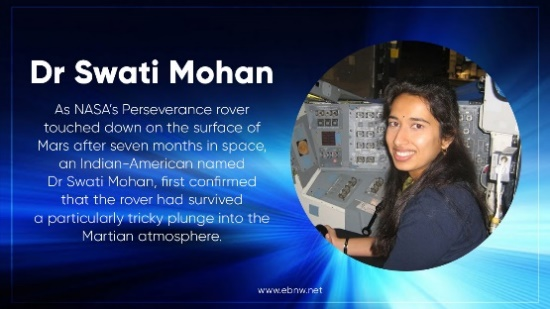 Dr Swati Mohan
As NASA's Perseverance rover
touched down on the surface of
Mars after seven months in space,
an Indian-American named
Dr Swati Mohan, first confirmed
that the rover had survived
a particularly tricky plunge into the
Martian atmosphere.
www.ebnw.net